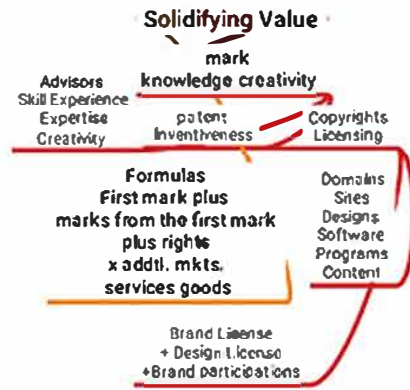 Solidifying Value
mark
knowledge creativity
Advisors
Skill Experience
Expertise
Creativity
patent
Inventiveness
Copyrights
Licensing
Formulas
First mark plus
marks from the first mark
plus rights
x addtl. mkts.
services goods
Domains
Sites
Designs
Software
Programs
Content
Brand License
+ Design License
+Brand participations